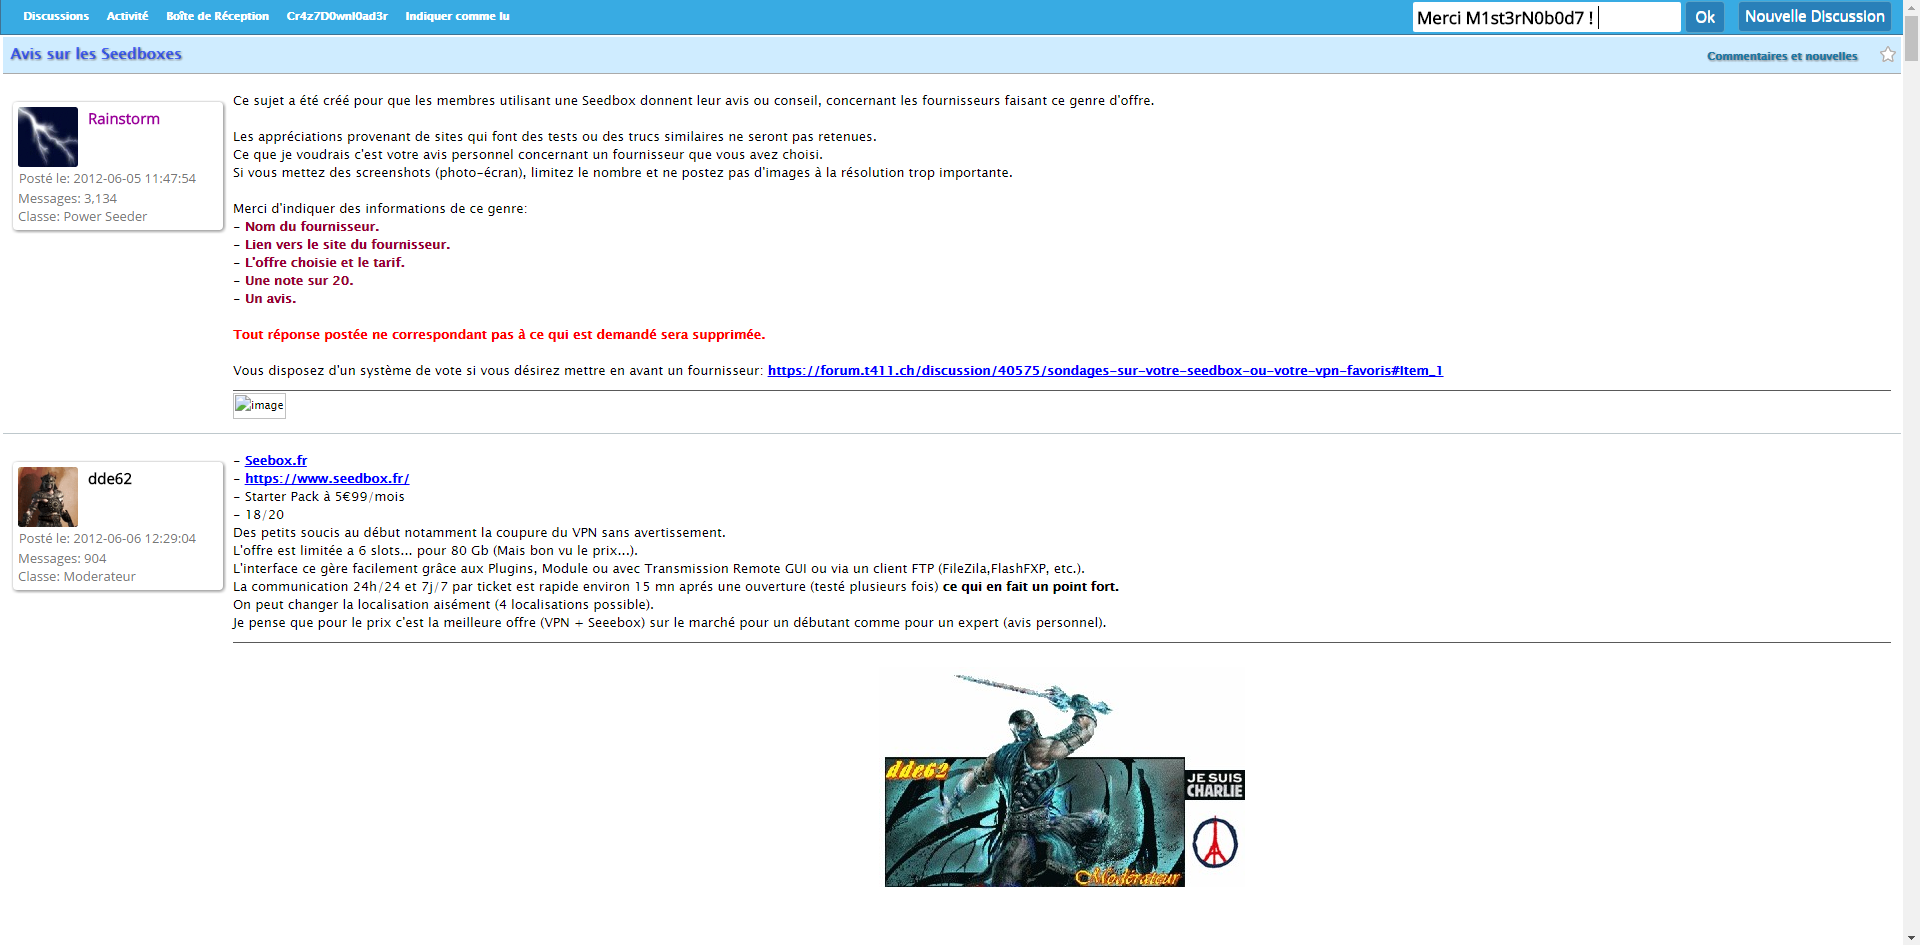 Discussions Activité Boîte de Réception Cr4z7D0wnl0ad3r Indiquer comme lu Merci M1st3rN0b0d7 ! Ok Nouvelle Discussion
Avis sur les Seedboxes Commentaires et nouvelles
Rainstorm
Posté le: 2012-06-05 11:47:54
Messages: 3,134
Classe: Power Seeder
Ce sujet a été créé pour que les membres utilisant une Seedbox donnent leur avis ou conseil, concernant les fournisseurs faisant ce genre d'offre.
Les appréciations provenant de sites qui font des tests ou des trucs similaires ne seront pas retenues.
Ce que je voudrais c'est votre avis personnel concernant un fournisseur que vous avez choisi.
Si vous mettez des screenshots (photo-écran), limitez le nombre et ne postez pas d'images à la résolution trop importante.
Merci d'indiquer des informations de ce genre:
- Nom du fournisseur.
- Lien vers le site du fournisseur.
- L'offre choisie et le tarif.
- Une note sur 20.
- Un avis.
Tout réponse postée ne correspondant pas à ce qui est demandé sera supprimée.
Vous disposez d'un système de vote si vous désirez mettre en avant un fournisseur: https://forum.t411.ch/discussion/40575/sondages-sur-votre-seedbox-ou-votre-vpn-favoris#Item_1
image
dde62
Posté le: 2012-06-06 12:29:04
Messages: 904
Classe: Moderateur
- Seebox.fr
- https://www.seedbox.fr/
- Starter Pack à 5€99/mois
- 18/20
Des petits soucis au début notamment la coupure du VPN sans avertissement.
L'offre est limitée a 6 slots... pour 80 Gb (Mais bon vu le prix...).
L'interface ce gère facilement grâce aux Plugins, Module ou avec Transmission Remote GUI ou via un client FTP (FileZila,FlashFXP, etc.).
La communication 24h/24 et 7j/7 par ticket est rapide environ 15 mn aprés une ouverture (testé plusieurs fois) ce qui en fait un point fort.
On peut changer la localisation aisément (4 localisations possible).
Je pense que pour le prix c'est la meilleure offre (VPN + Seeebox) sur le marché pour un débutant comme pour un expert (avis personnel).
dde62
JE SUIS
CHARLIE
Modérateur